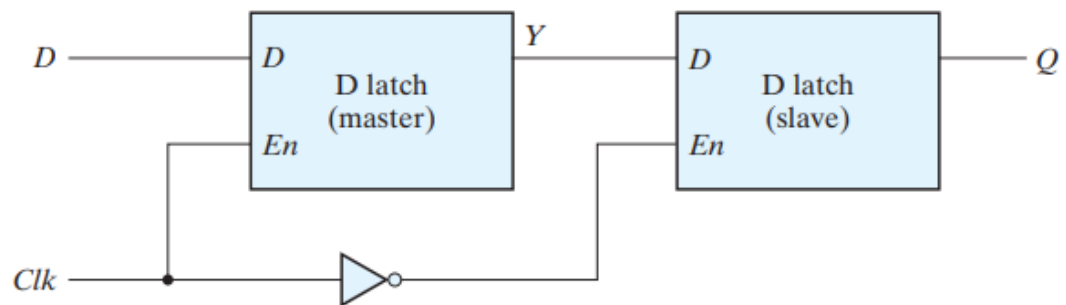 Y
D
D
D latch
(master)
En
D
D latch
(slave)
En
Q
Clk